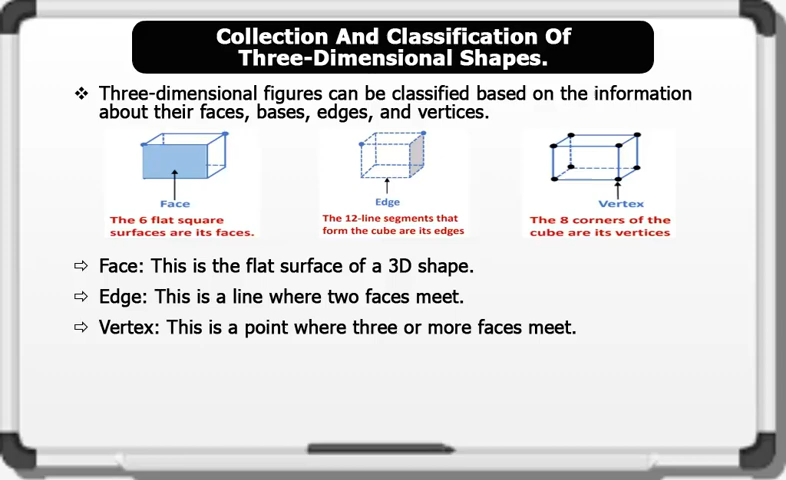 Collection And Classification Of
Three-Dimensional Shapes.
❖ Three-dimensional figures can be classified based on the information
about their faces, bases, edges, and vertices.
Face
The 6 flat square
surfaces are its faces.
Edge
The 12-line segments that
form the cube are its edges
Vertex
The 8 corners of the
cube are its vertices
⇨ Face: This is the flat surface of a 3D shape.
⇨ Edge: This is a line where two faces meet.
⇨ Vertex: This is a point where three or more faces meet.